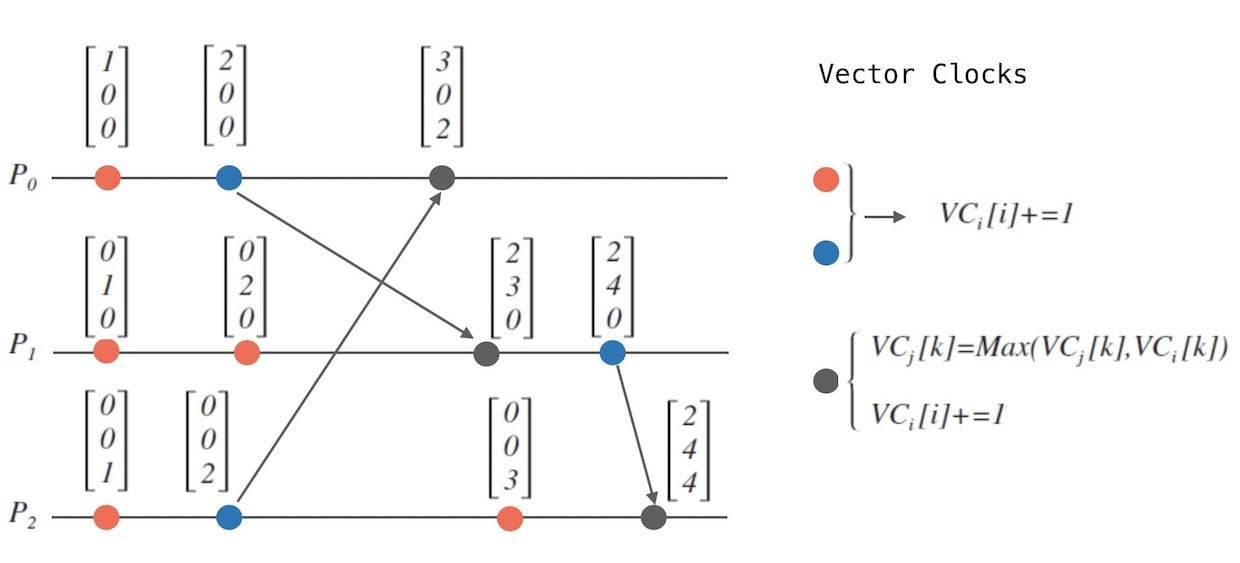 Vector Clocks
[1 0 0]
[2 0 0]
[3 0 2]
P0
VCi[i]+=1
[0 1 0]
[0 2 0]
[2 3 0]
[2 4 0]
P1
VCj[k]=Max(VCj[k],VCi[k])
VCi[i]+=1
[0 0 1]
[0 0 2]
[0 0 3]
[2 4 4]
P2